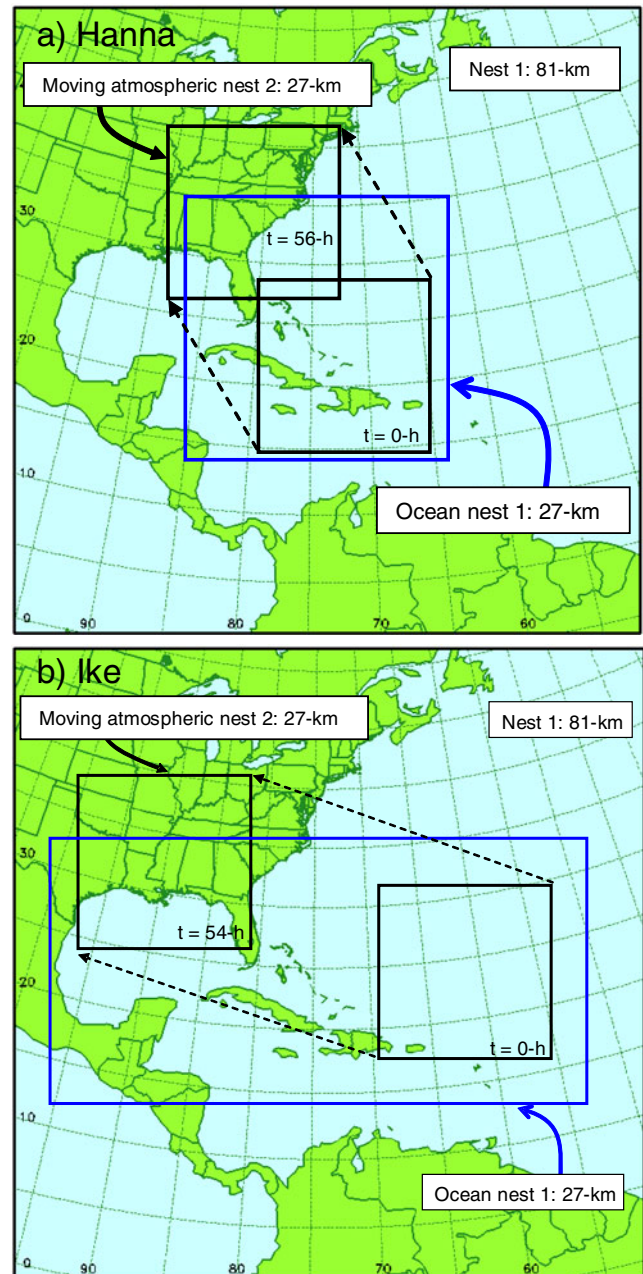 a) Hanna
Moving atmospheric nest 2: 27-km
Nest 1: 81-km
30
t = 56-h
20
t = 0-h
10
Ocean nest 1: 27-km
0
90
80
70
60
b) Ike
Moving atmospheric nest 2: 27-km
Nest 1: 81-km
30
t = 54-h
20
t = 0-h
10
Ocean nest 1: 27-km
0
90
80
70
60